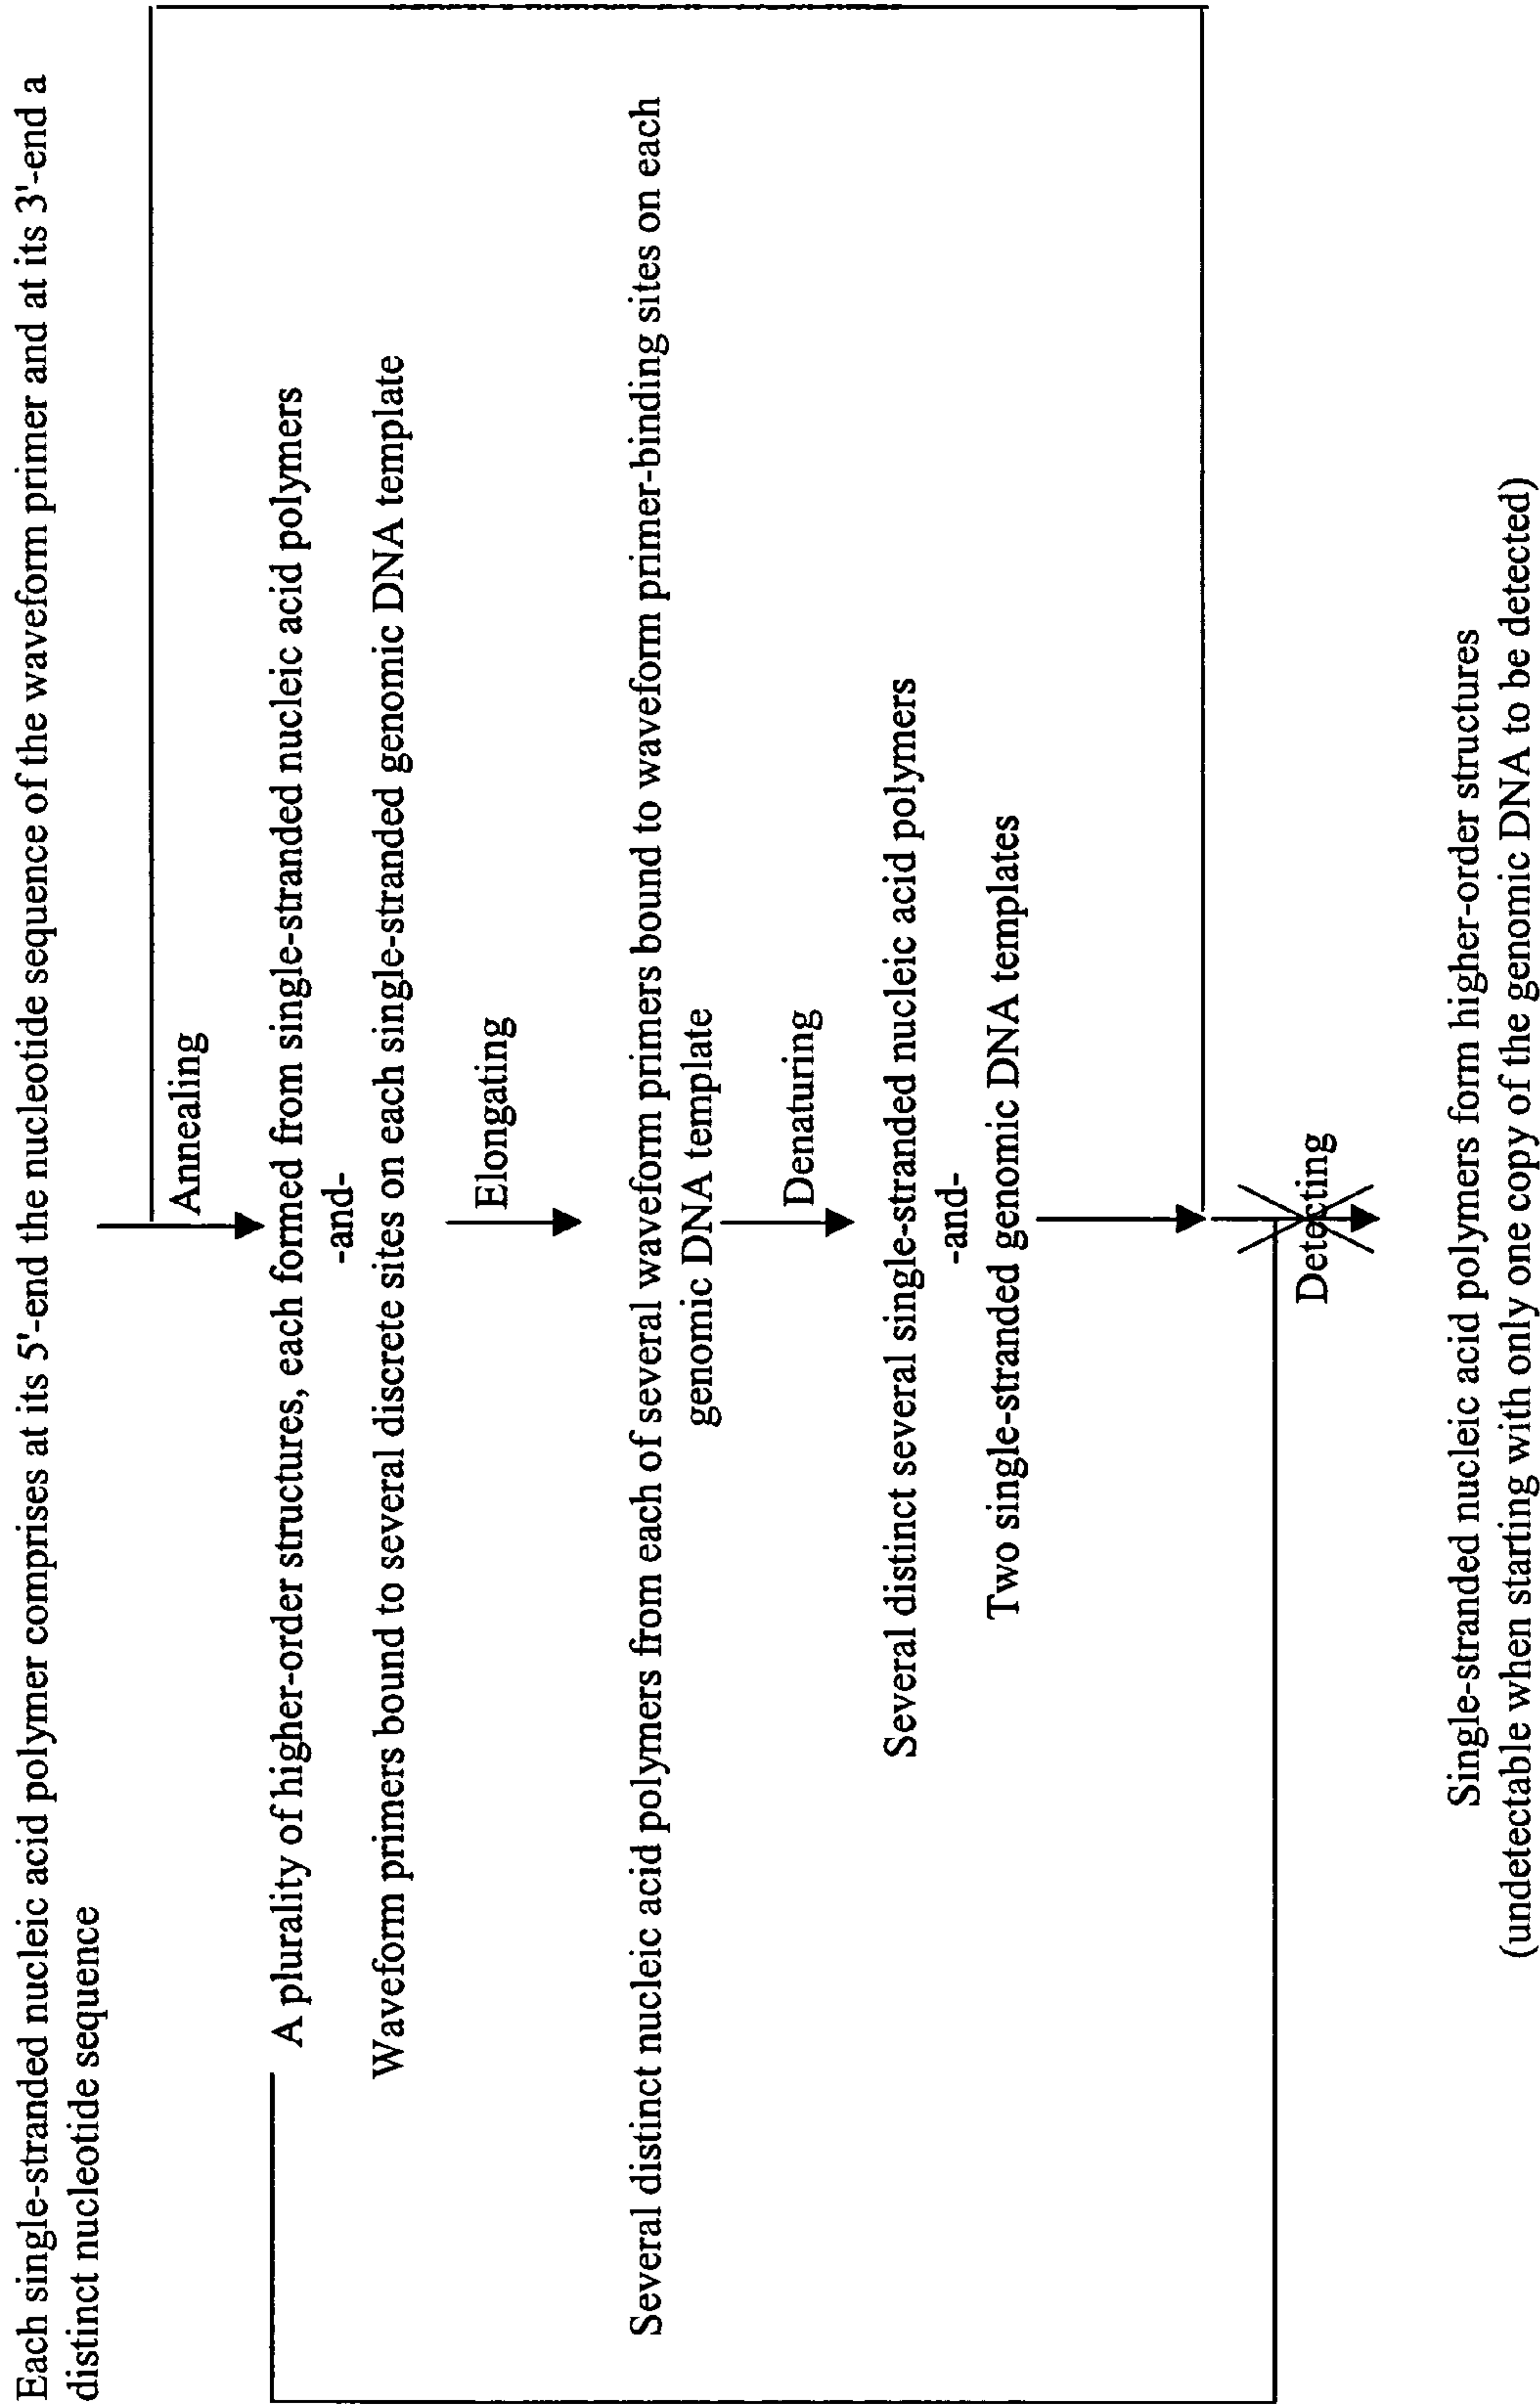 Each single-stranded nucleic acid polymer comprises at its 5'-end the nucleotide sequence of the waveform primer and at its 3'-end a
distinct nucleotide sequence
Annealing
A plurality of higher-order structures, each formed from single-stranded nucleic acid polymers
-and-
Waveform primers bound to several discrete sites on each single-stranded genomic DNA template
Elongating
Several distinct nucleic acid polymers from each of several waveform primers bound to waveform primer-binding sites on each
genomic DNA template
Denaturing
Several distinct several single-stranded nucleic acid polymers
-and-
Two single-stranded genomic DNA templates
Detecting
Single-stranded nucleic acid polymers form higher-order structures
(undetectable when starting with only one copy of the genomic DNA to be detected)